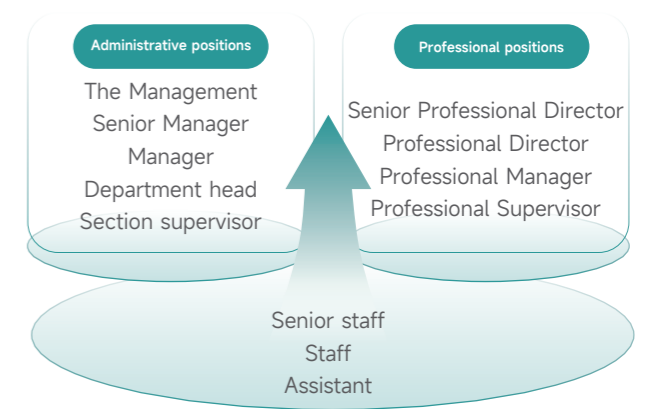 Administrative positions
The Management
Senior Manager
Manager
Department head
Section supervisor
Professional positions
Senior Professional Director
Professional Director
Professional Manager
Professional Supervisor
Senior staff
Staff
Assistant